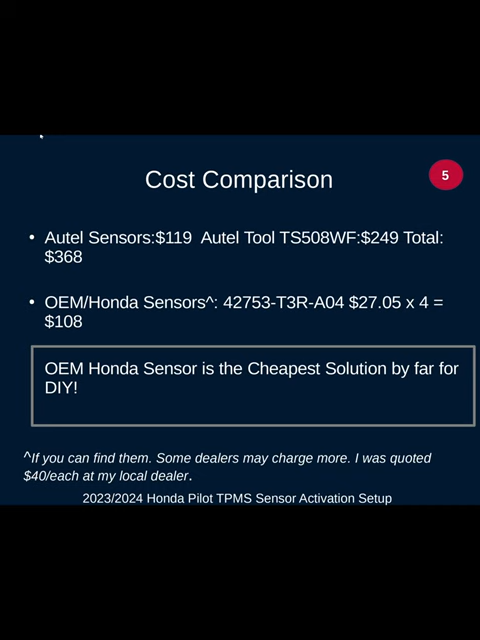 Cost Comparison
5
• Autel Sensors:$119  Autel Tool TS508WF:$249 Total:
$368
• OEM/Honda Sensors^: 42753-T3R-A04 $27.05 x 4 =
$108
OEM Honda Sensor is the Cheapest Solution by far for
DIY!
^If you can find them. Some dealers may charge more. I was quoted
$40/each at my local dealer.
2023/2024 Honda Pilot TPMS Sensor Activation Setup